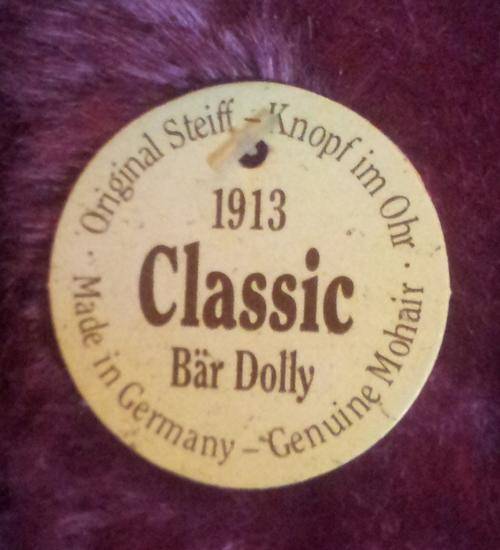 Original Steiff – Knopf im Ohr
1913
Classic
Bär Dolly
Made in Germany – Genuine Mohair